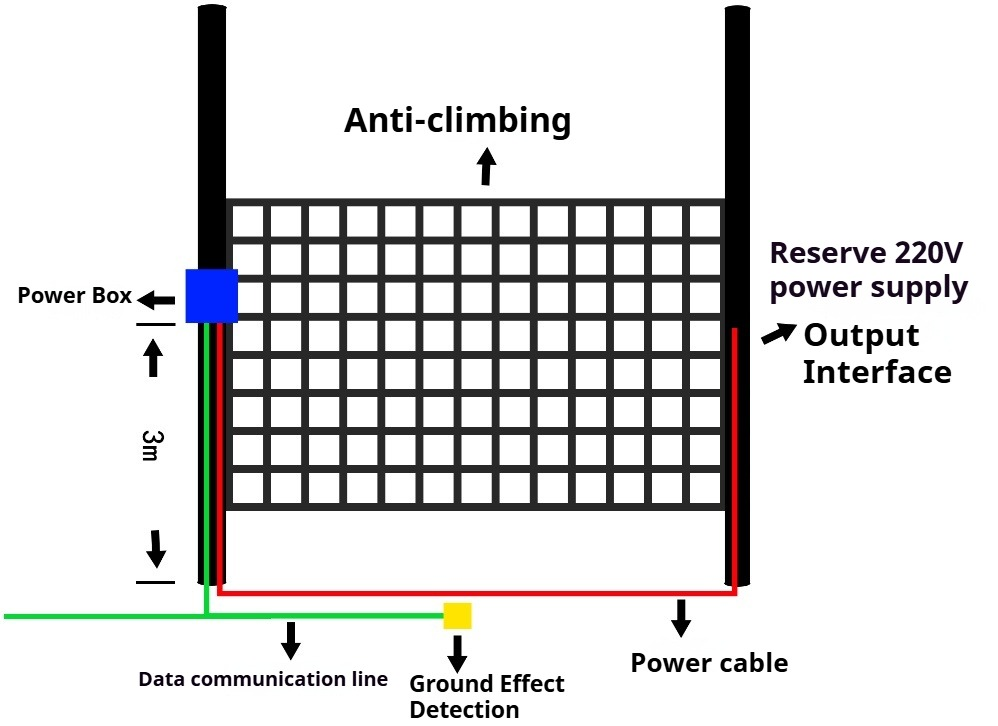 Anti-climbing
Reserve 220V
power supply
Power Box
Output
Interface
3m
Power cable
Data communication line
Ground Effect
Detection